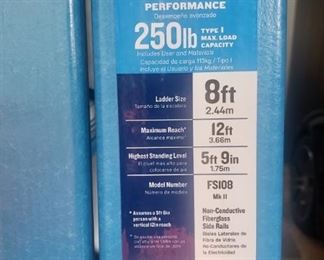 PERFORMANCE
Desempeño avanzado
250lb TYPE I
MAX. LOAD
CAPACITY
Includes User and Materials
Capacidad de carga 113kg / Tipo I
Incluye al Usuario y los Materiales
Ladder Size
Tamaño de la escalera
8ft
2.44m
Maximum Reach*
Alcance máximo*
12ft
3.66m
Highest Standing Level
El nivel más alto para
colocarse de pie
5ft 9in
1.75m
Model Number
Número de modelo
FS108
Mk II
* Assumes a 5ft 6in
person with a
vertical 12in reach
Non-Conductive
Fiberglass
Side Rails
Rieles Laterales de
Fibra de Vidrio
No-Conductores de
la Electricidad